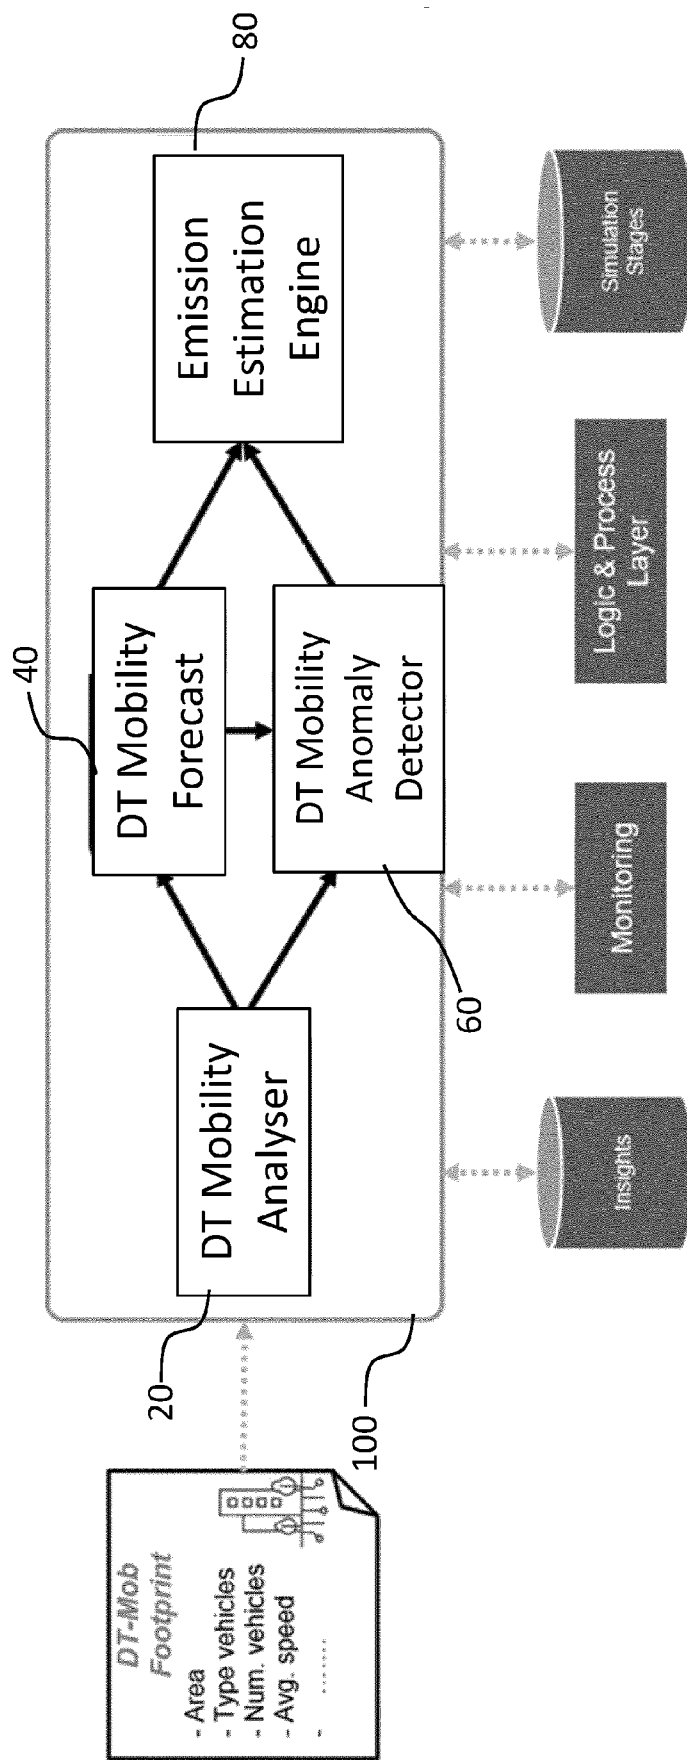 DT-Mob
Footprint
- Area
- Type vehicles
- Num. vehicles
- Avg. speed
- .......
100
20
DT Mobility
Analyser
40
DT Mobility
Forecast
60
DT Mobility
Anomaly
Detector
80
Emission
Estimation
Engine
Insights
Monitoring
Logic & Process
Layer
Simulation
Stages